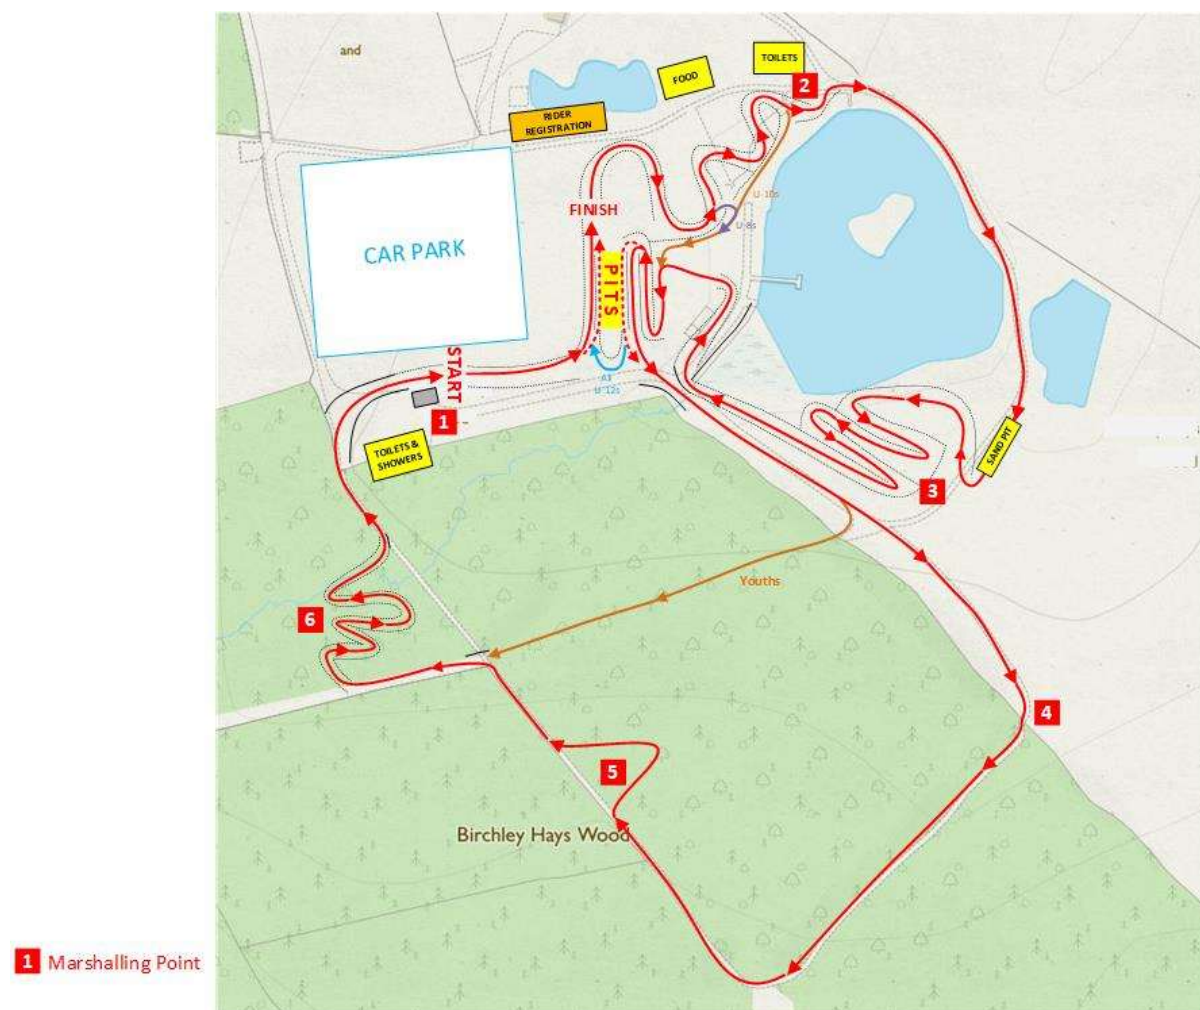 and
TOILETS
FOOD
2
RIDER
REGISTRATION
U-10s
FINISH
U-8s
CAR PARK
PITS
START
All
U-12s
1
TOILETS &
SHOWERS
SAND PIT
3
Youths
6
4
5
Birchley Hays Wood
1 Marshalling Point